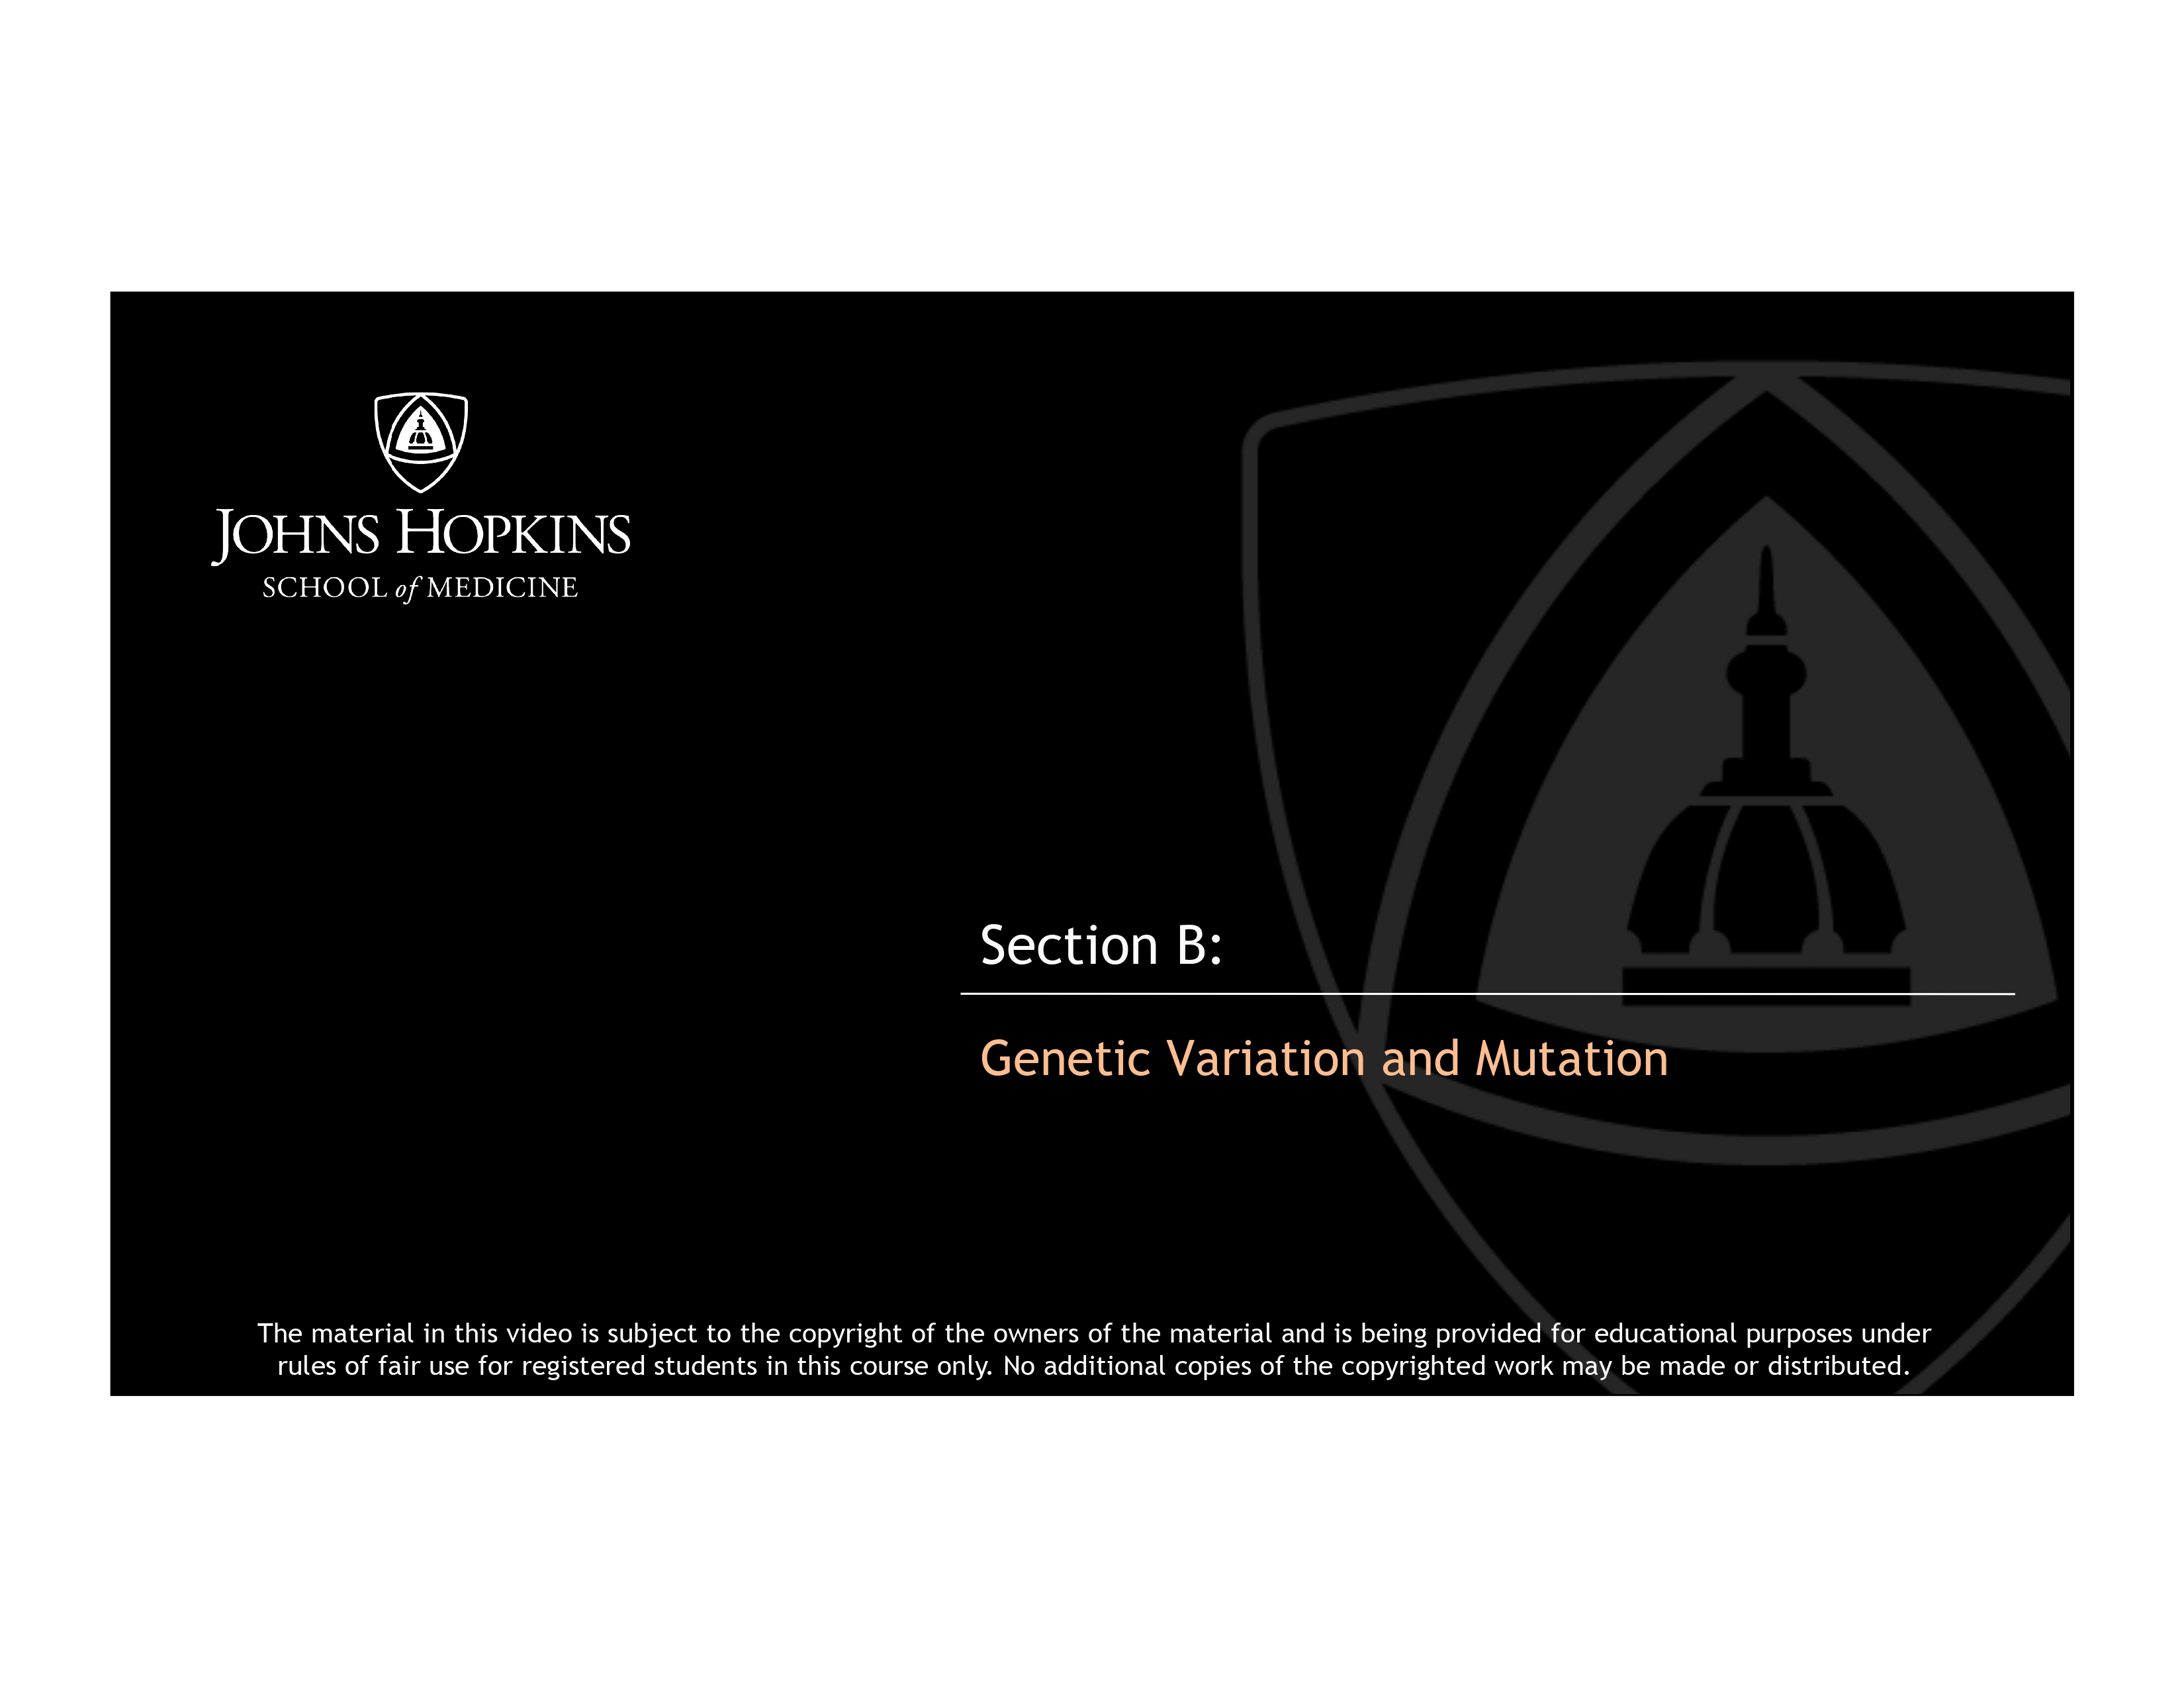 JOHNS HOPKINS
SCHOOL of MEDICINE
Section B:
Genetic Variation and Mutation
The material in this video is subject to the copyright of the owners of the material and is being provided for educational purposes under
rules of fair use for registered students in this course only. No additional copies of the copyrighted work may be made or distributed.